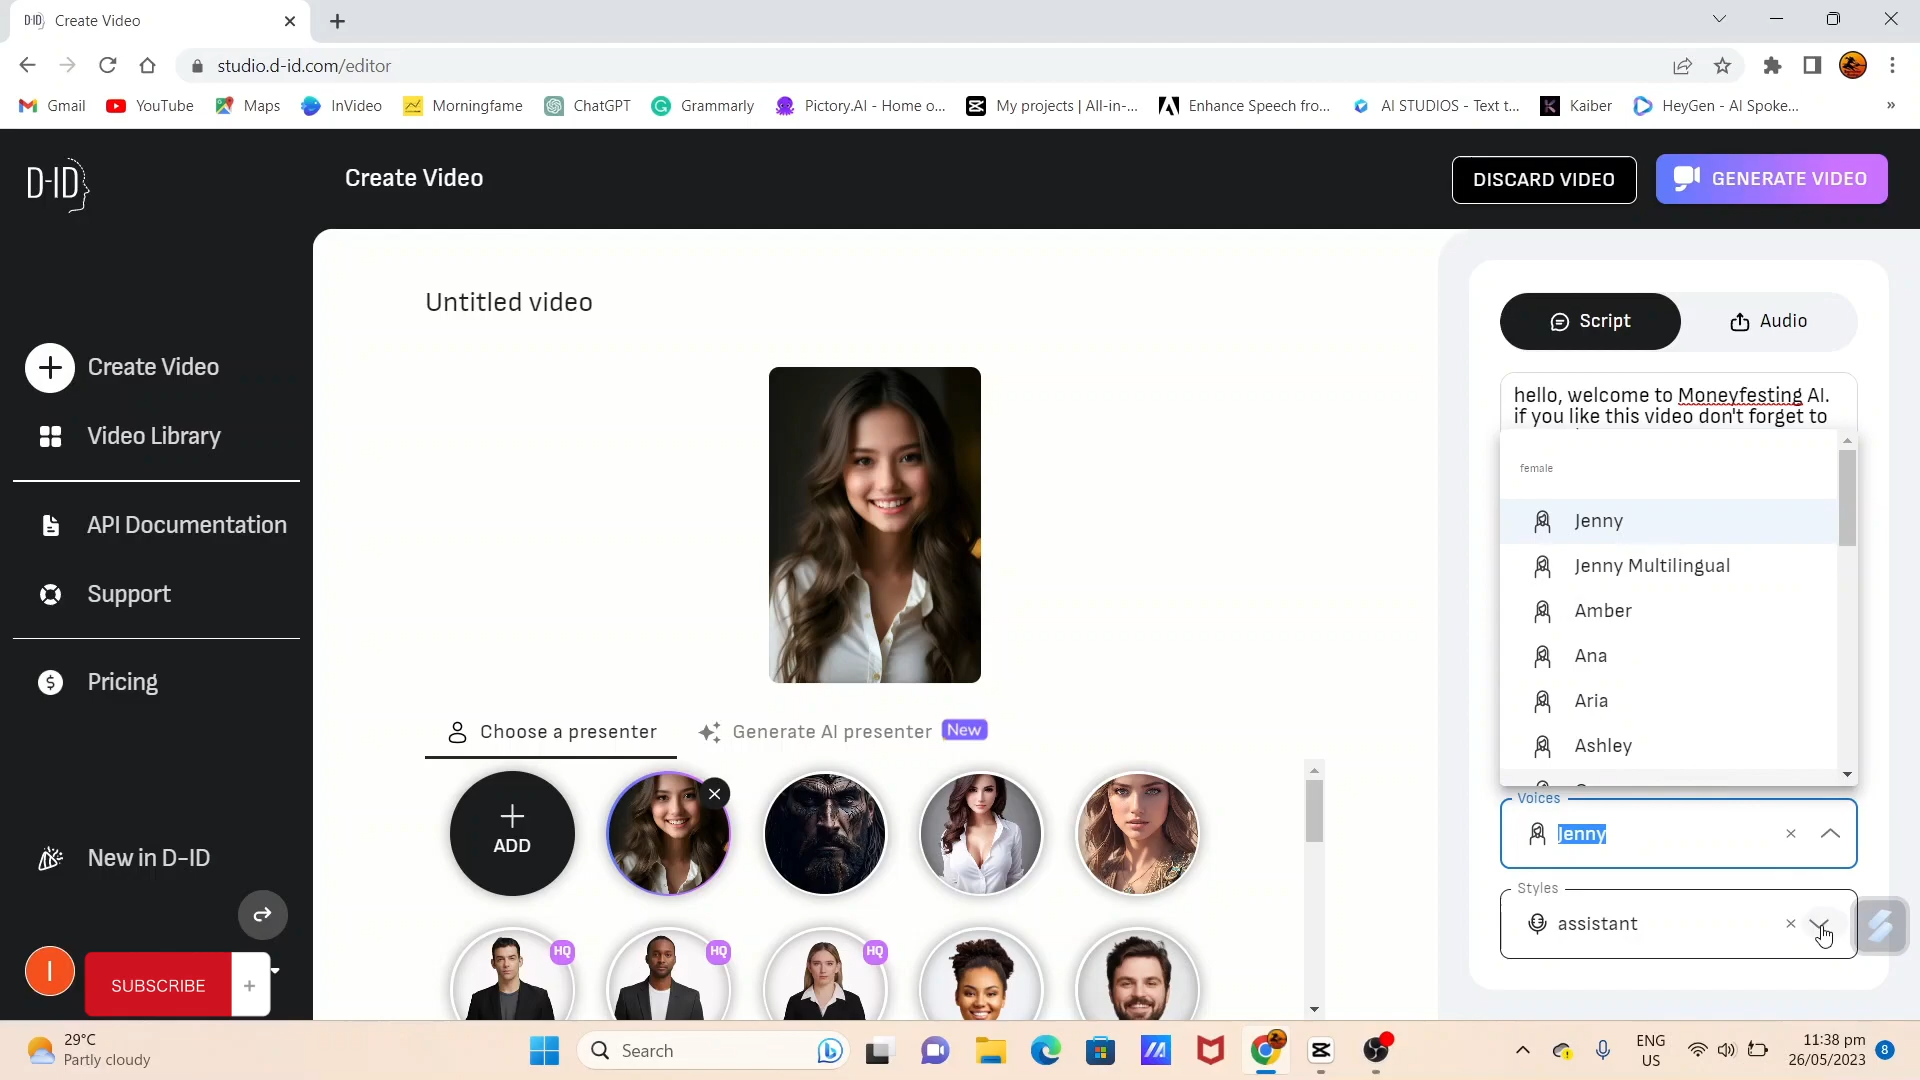 D-ID Create Video
studio.d-id.com/editor
Gmail YouTube Maps InVideo Morningfame ChatGPT Grammarly Pictory.AI - Home o... My projects | All-in-... Enhance Speech fro... AI STUDIOS - Text t... Kaiber HeyGen - AI Spoke... »
D-ID
Create Video
DISCARD VIDEO
GENERATE VIDEO
Create Video
Video Library
API Documentation
Support
Pricing
New in D-ID
I
SUBSCRIBE +
Untitled video
Choose a presenter
Generate AI presenter New
ADD
HQ HQ HQ
Script
Audio
hello, welcome to Moneyfesting AI.
if you like this video don't forget to
female
Jenny
Jenny Multilingual
Amber
Ana
Aria
Ashley
Voices
Jenny
Styles
assistant
29°C
Partly cloudy
Search
ENG
US
11:38 pm
26/05/2023
8